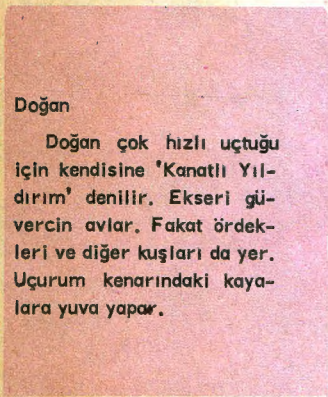 Doğan
Doğan çok hızlı uçtuğu
için kendisine 'Kanatlı Yıl-
dırım' denilir. Ekseri gü-
vercin avlar. Fakat ördek-
leri ve diğer kuşları da yer.
Uçurum kenarındaki kaya-
lara yuva yapar.